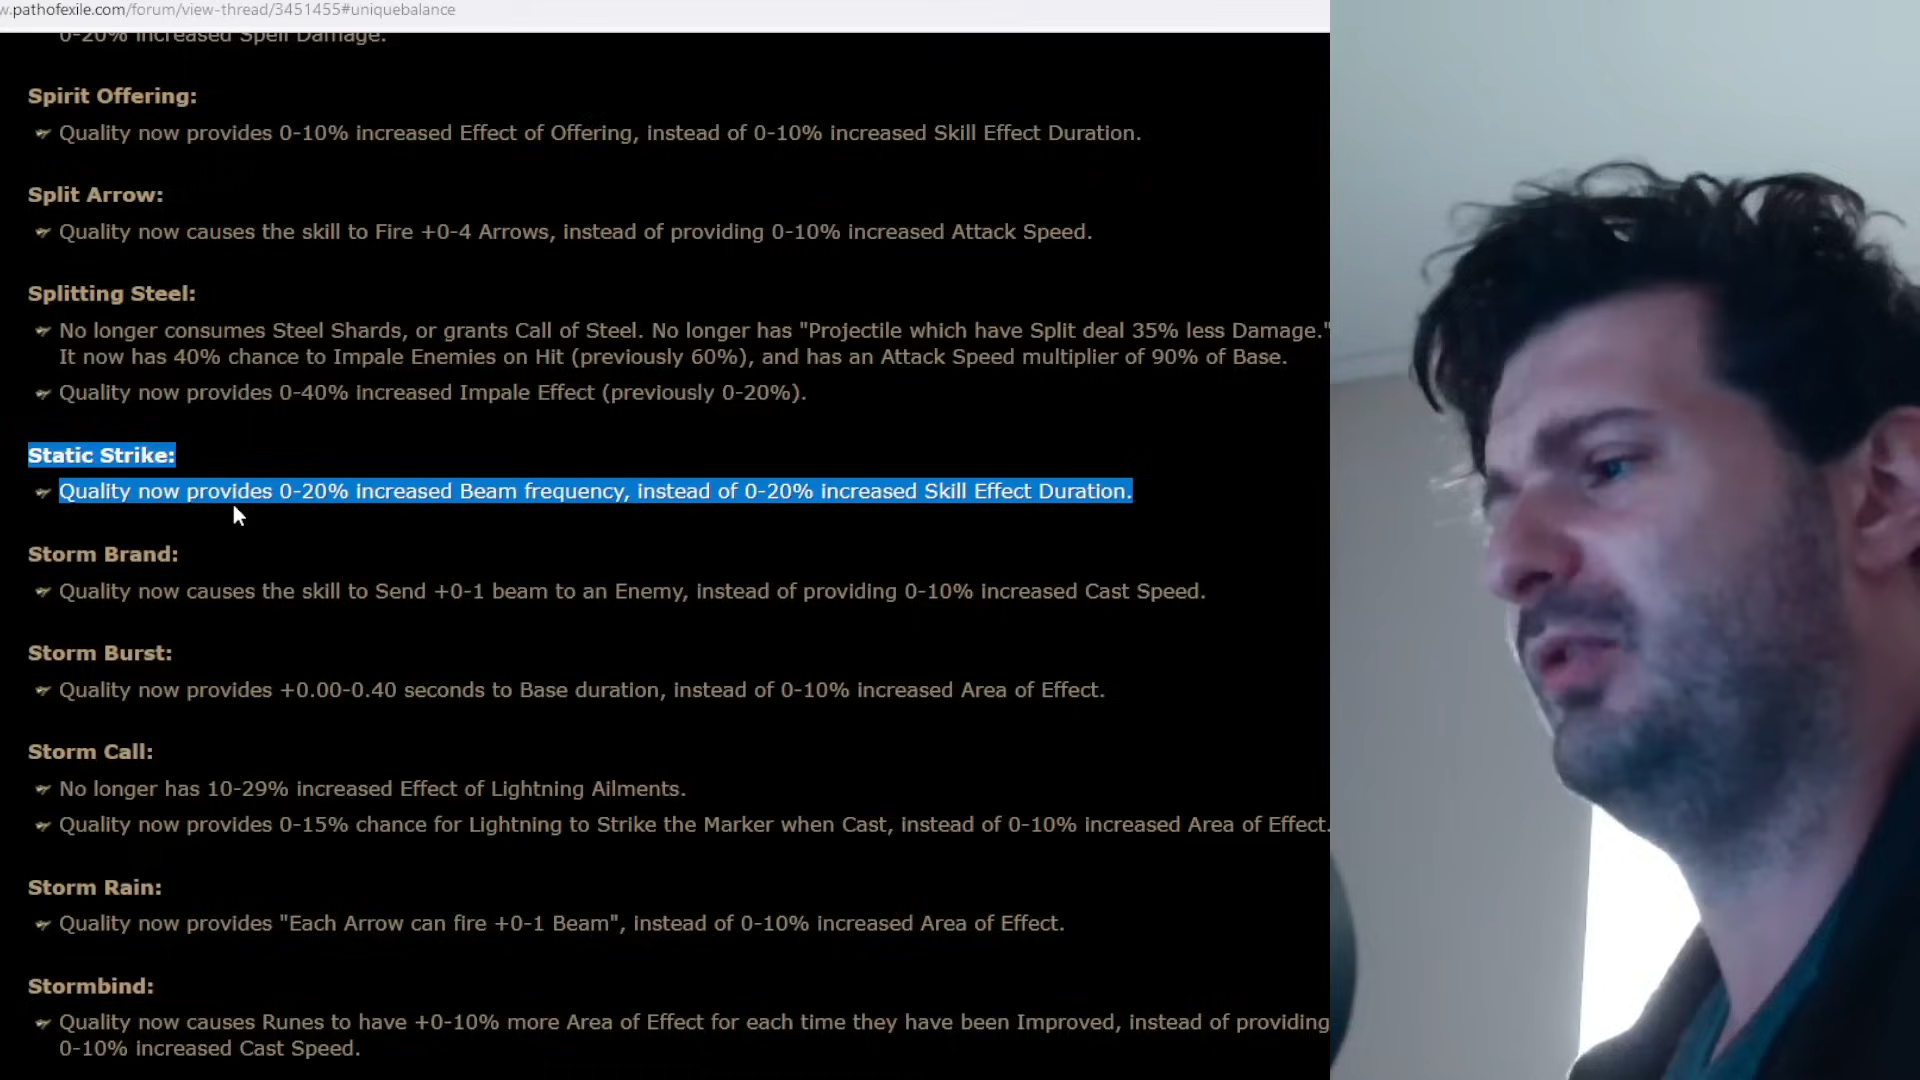 w.pathofexile.com/forum/view-thread/3451455#uniquebalance
0-20% increased Spell Damage.
Spirit Offering:
Quality now provides 0-10% increased Effect of Offering, instead of 0-10% increased Skill Effect Duration.
Split Arrow:
Quality now causes the skill to Fire +0-4 Arrows, instead of providing 0-10% increased Attack Speed.
Splitting Steel:
No longer consumes Steel Shards, or grants Call of Steel. No longer has "Projectile which have Split deal 35% less Damage."
It now has 40% chance to Impale Enemies on Hit (previously 60%), and has an Attack Speed multiplier of 90% of Base.
Quality now provides 0-40% increased Impale Effect (previously 0-20%).
Static Strike:
Quality now provides 0-20% increased Beam frequency, instead of 0-20% increased Skill Effect Duration.
Storm Brand:
Quality now causes the skill to Send +0-1 beam to an Enemy, instead of providing 0-10% increased Cast Speed.
Storm Burst:
Quality now provides +0.00-0.40 seconds to Base duration, instead of 0-10% increased Area of Effect.
Storm Call:
No longer has 10-29% increased Effect of Lightning Ailments.
Quality now provides 0-15% chance for Lightning to Strike the Marker when Cast, instead of 0-10% increased Area of Effect.
Storm Rain:
Quality now provides "Each Arrow can fire +0-1 Beam", instead of 0-10% increased Area of Effect.
Stormbind:
Quality now causes Runes to have +0-10% more Area of Effect for each time they have been Improved, instead of providing
0-10% increased Cast Speed.